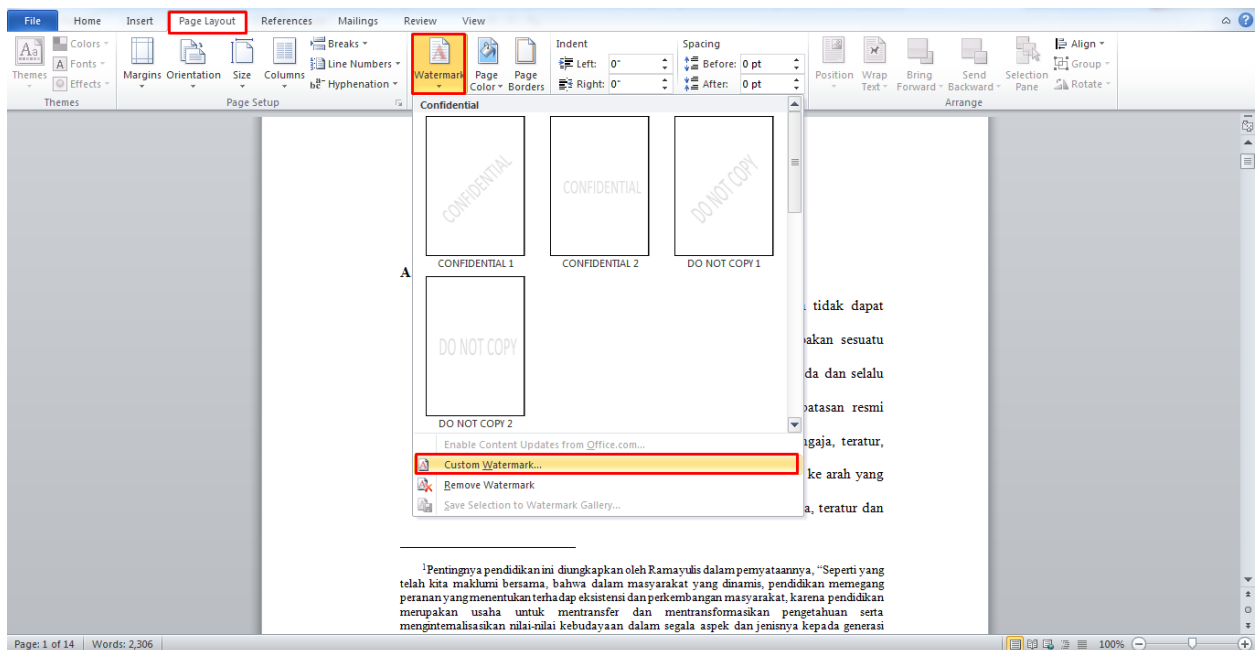 File Home Insert Page Layout References Mailings Review View
Colors Breaks Indent Spacing Align
Fonts Line Numbers Left: 0" Before: 0 pt Group
Themes Effects Margins Orientation Size Columns Hyphenation Watermark Page Color Page Borders Right: 0" After: 0 pt Position Wrap Text Bring Forward Send Backward Selection Pane Rotate
Themes Page Setup Arrange
Confidential
CONFIDENTIAL CONFIDENTIAL DO NOT COPY
CONFIDENTIAL 1 CONFIDENTIAL 2 DO NOT COPY 1
A
tidak dapat
sesuatu
DO NOT COPY
da dan selalu
resmi
DO NOT COPY 2
Enable Content Updates from Office.com...
teratur,
Custom Watermark...
ke arah yang
Remove Watermark
Save Selection to Watermark Gallery...
a, teratur dan
1Pentingnya pendidikan ini diungkapkan oleh Ramayulis dalam pernyataannya, “Seperti yang
telah kita maklumi bersama, bahwa dalam masyarakat yang dinamis, pendidikan memegang
peranan yang menentukan terhadap eksistensi dan perkembangan masyarakat, karena pendidikan
merupakan usaha untuk mentransfer dan mentransformasikan pengetahuan serta
menginternalisasikan nilai-nilai kebudayaan dalam segala aspek dan jenisnya kepada generasi
Page: 1 of 14 Words: 2,306 100%